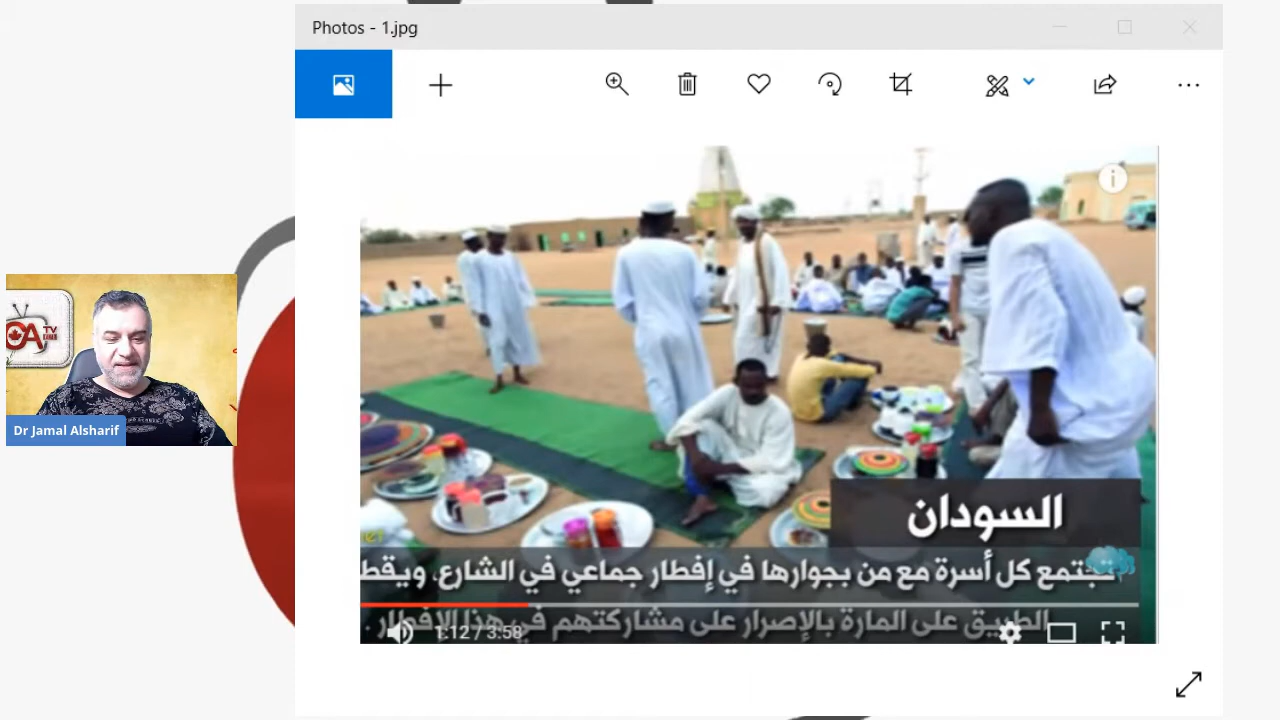 Photos - 1.jpg
TV
Dr Jamal Alsharif
السودان
تجتمع كل أسرة مع من بجوارها في إفطار جماعي في الشارع، ويقط
الطريق على المارة بالإصرار على مشاركتهم في هذا الإفطار .
1:12 / 3:58